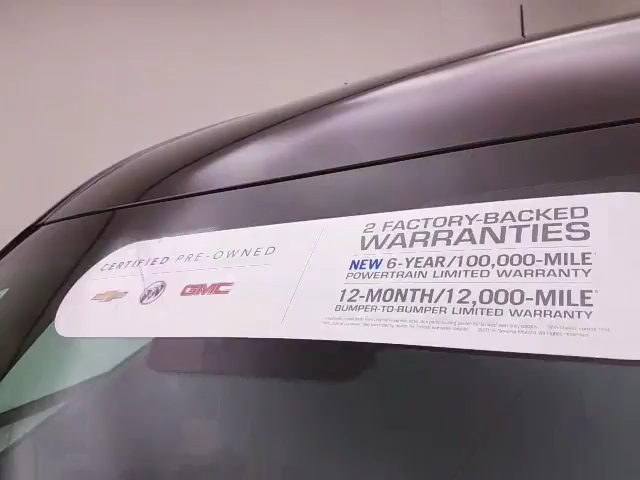 CERTIFIED PRE-OWNED
GMC
2 FACTORY-BACKED
WARRANTIES
NEW 6-YEAR/100,000-MILE*
POWERTRAIN LIMITED WARRANTY
12-MONTH/12,000-MILE*
BUMPER-TO-BUMPER LIMITED WARRANTY